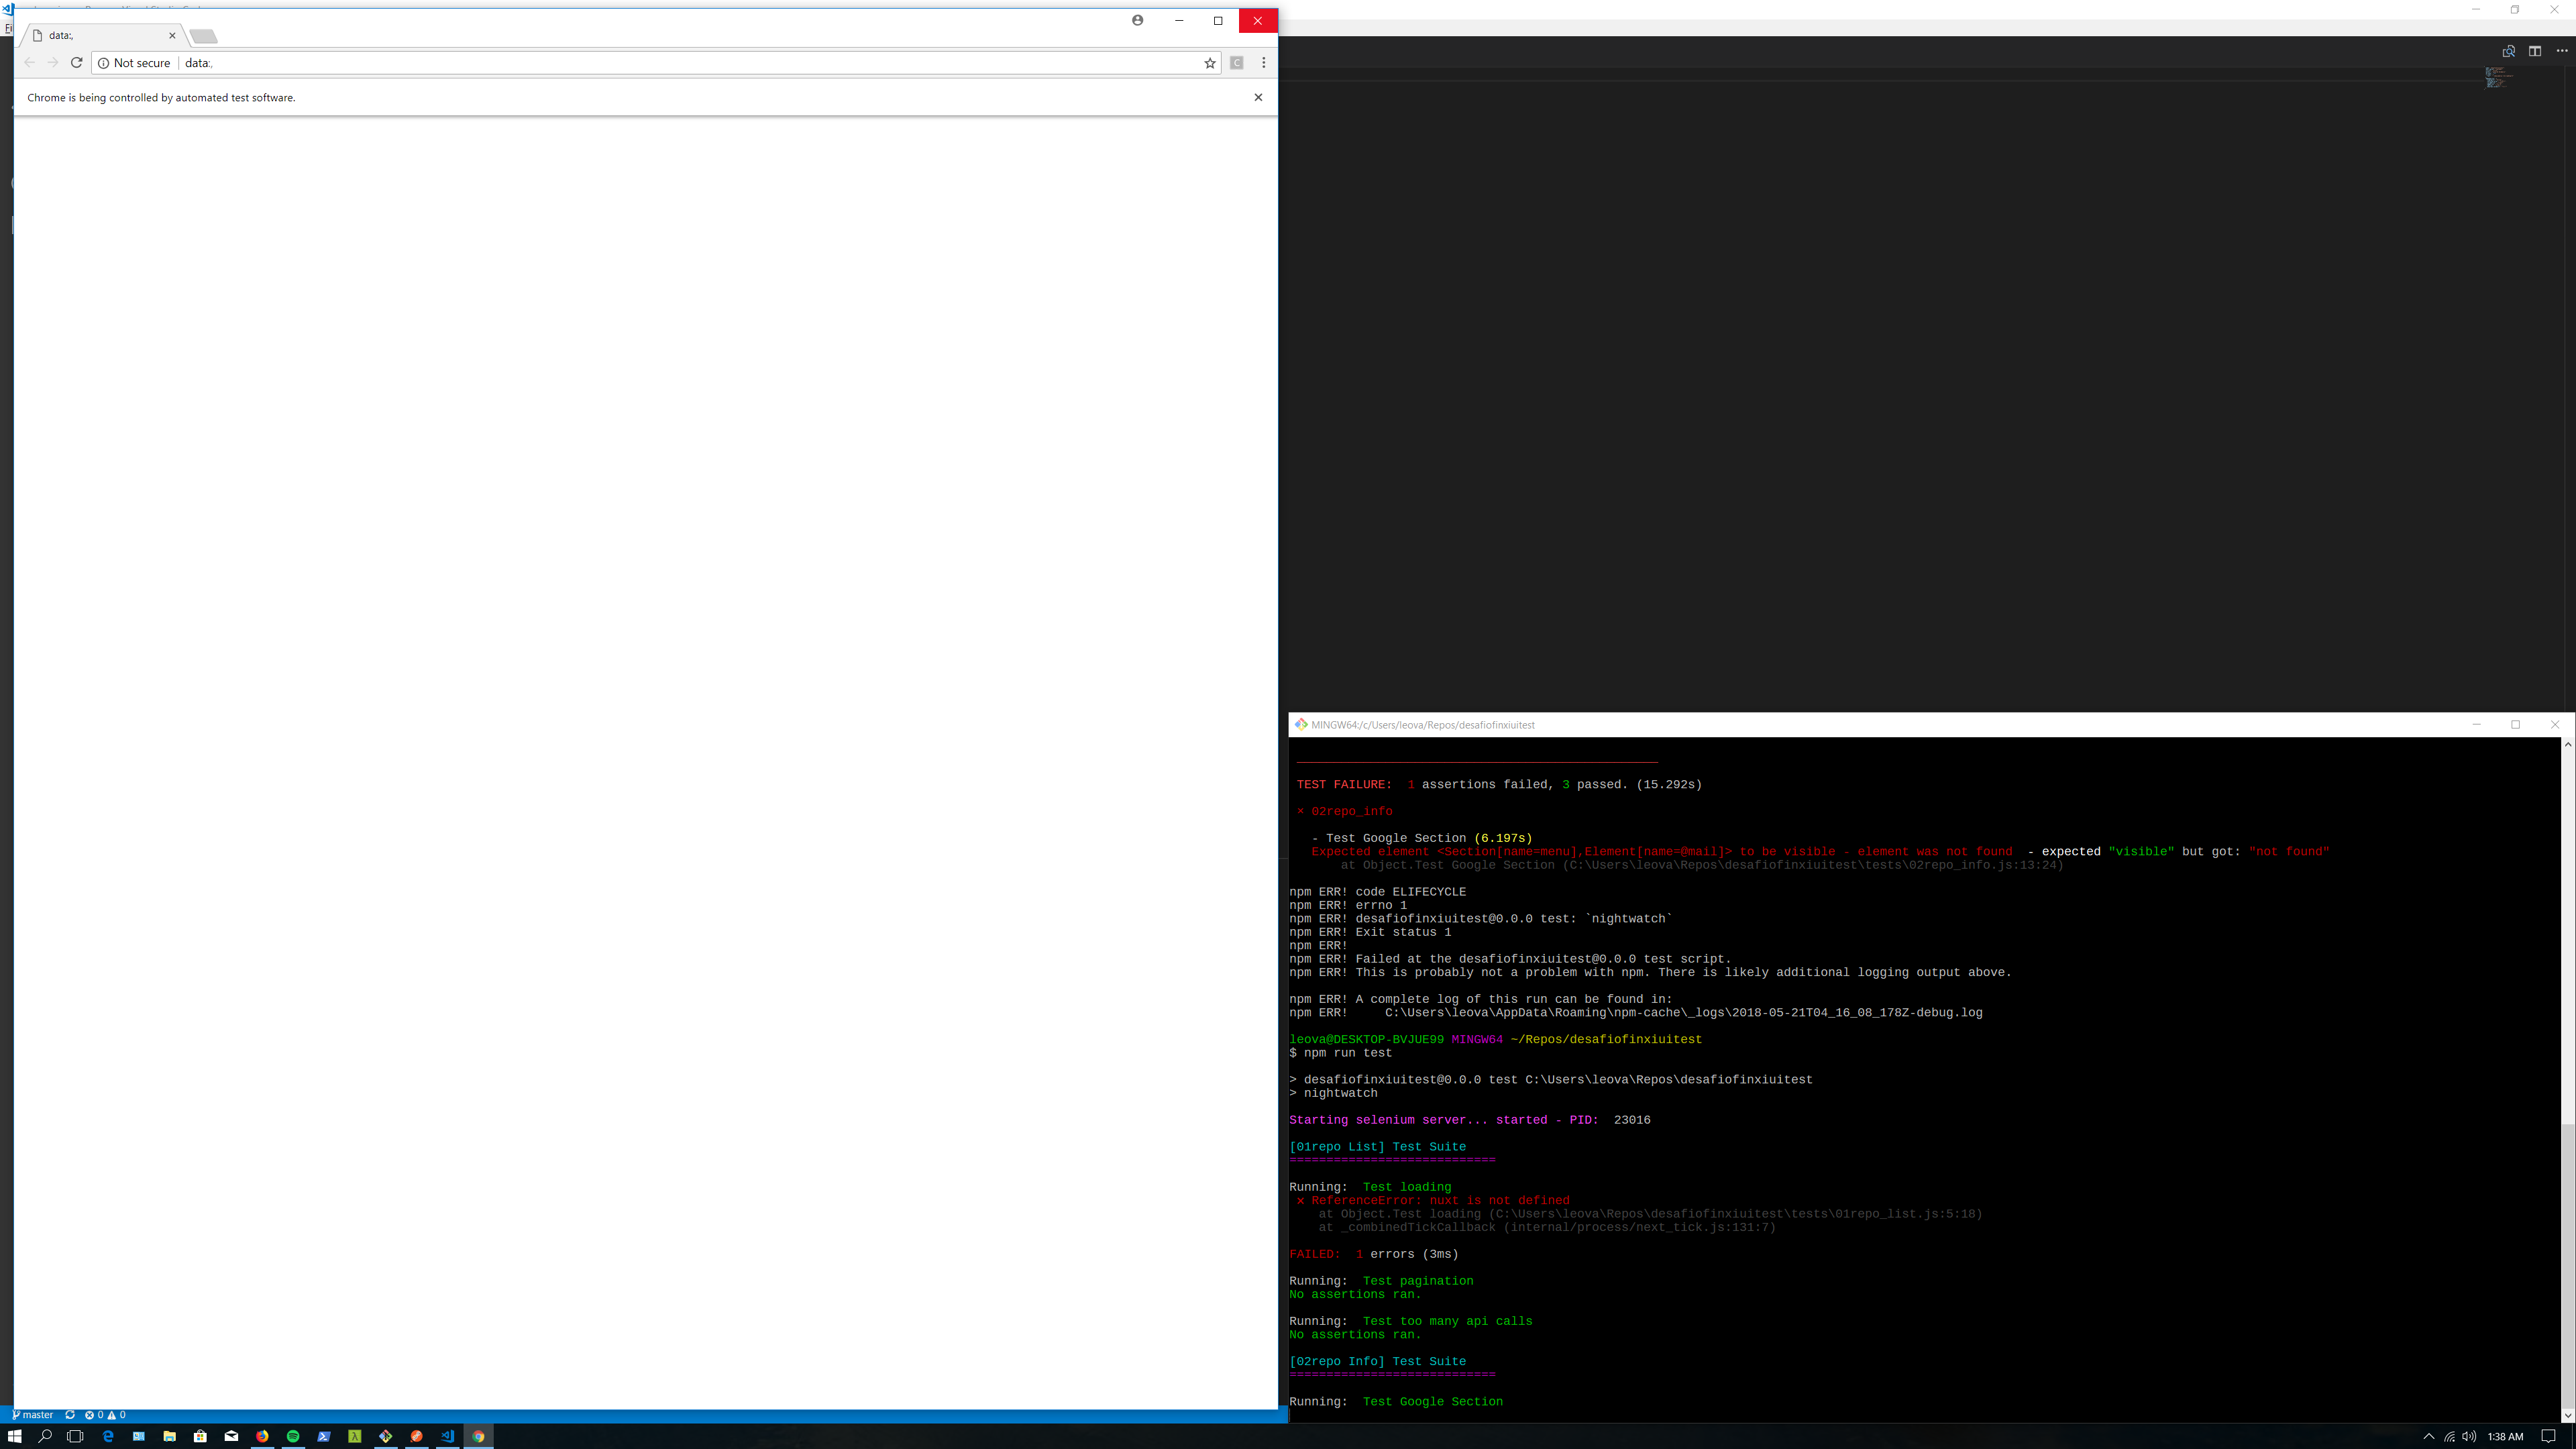 data:,
Not secure
data:,
Chrome is being controlled by automated test software.
MINGW64:/c/Users/leova/Repos/desafiofinxiuitest
TEST FAILURE:  1 assertions failed, 3 passed. (15.292s)
× 02repo_info
- Test Google Section (6.197s)
Expected element <Section[name=menu],Element[name=@mail]> to be visible - element was not found  - expected "visible" but got: "not found"
at Object.Test Google Section (C:\Users\leova\Repos\desafiofinxiuitest\tests\02repo_info.js:13:24)
npm ERR! code ELIFECYCLE
npm ERR! errno 1
npm ERR! desafiofinxiuitest@0.0.0 test: `nightwatch`
npm ERR! Exit status 1
npm ERR!
npm ERR! Failed at the desafiofinxiuitest@0.0.0 test script.
npm ERR! This is probably not a problem with npm. There is likely additional logging output above.
npm ERR! A complete log of this run can be found in:
npm ERR!     C:\Users\leova\AppData\Roaming\npm-cache\_logs\2018-05-21T04_16_08_178Z-debug.log
leova@DESKTOP-BVJUE99 MINGW64 ~/Repos/desafiofinxiuitest
$ npm run test
> desafiofinxiuitest@0.0.0 test C:\Users\leova\Repos\desafiofinxiuitest
> nightwatch
Starting selenium server... started - PID:  23016
[01repo List] Test Suite
============================
Running:  Test loading
× ReferenceError: nuxt is not defined
at Object.Test loading (C:\Users\leova\Repos\desafiofinxiuitest\tests\01repo_list.js:5:18)
at _combinedTickCallback (internal/process/next_tick.js:131:7)
FAILED:  1 errors (3ms)
Running:  Test pagination
No assertions ran.
Running:  Test too many api calls
No assertions ran.
[02repo Info] Test Suite
============================
Running:  Test Google Section
master
0
0
1:38 AM